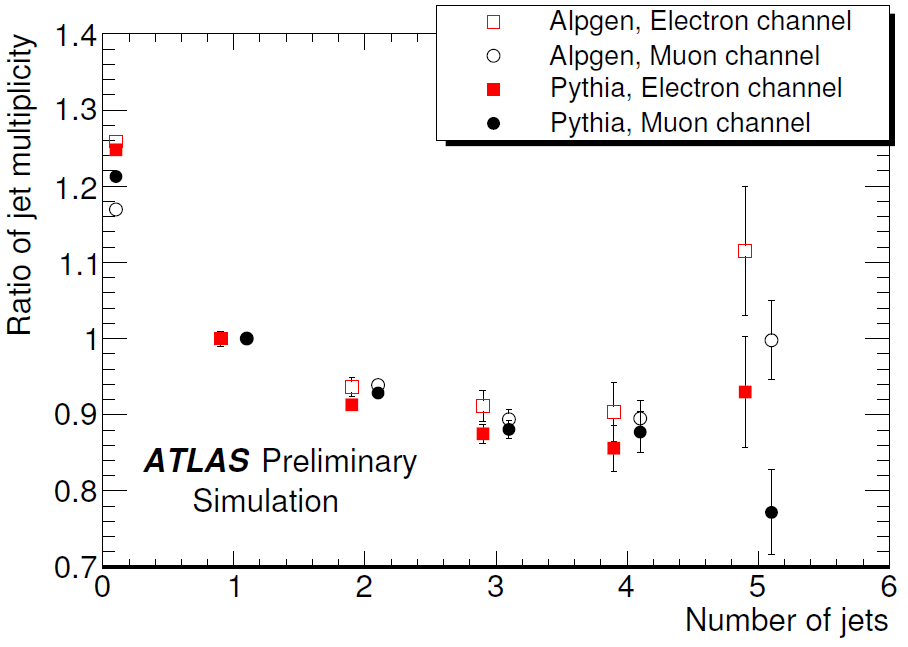 Alpgen, Electron channel
Alpgen, Muon channel
Pythia, Electron channel
Pythia, Muon channel
Ratio of jet multiplicity
1.4
1.3
1.2
1.1
1
0.9
0.8
0.7
ATLAS Preliminary
Simulation
0 1 2 3 4 5 6
Number of jets